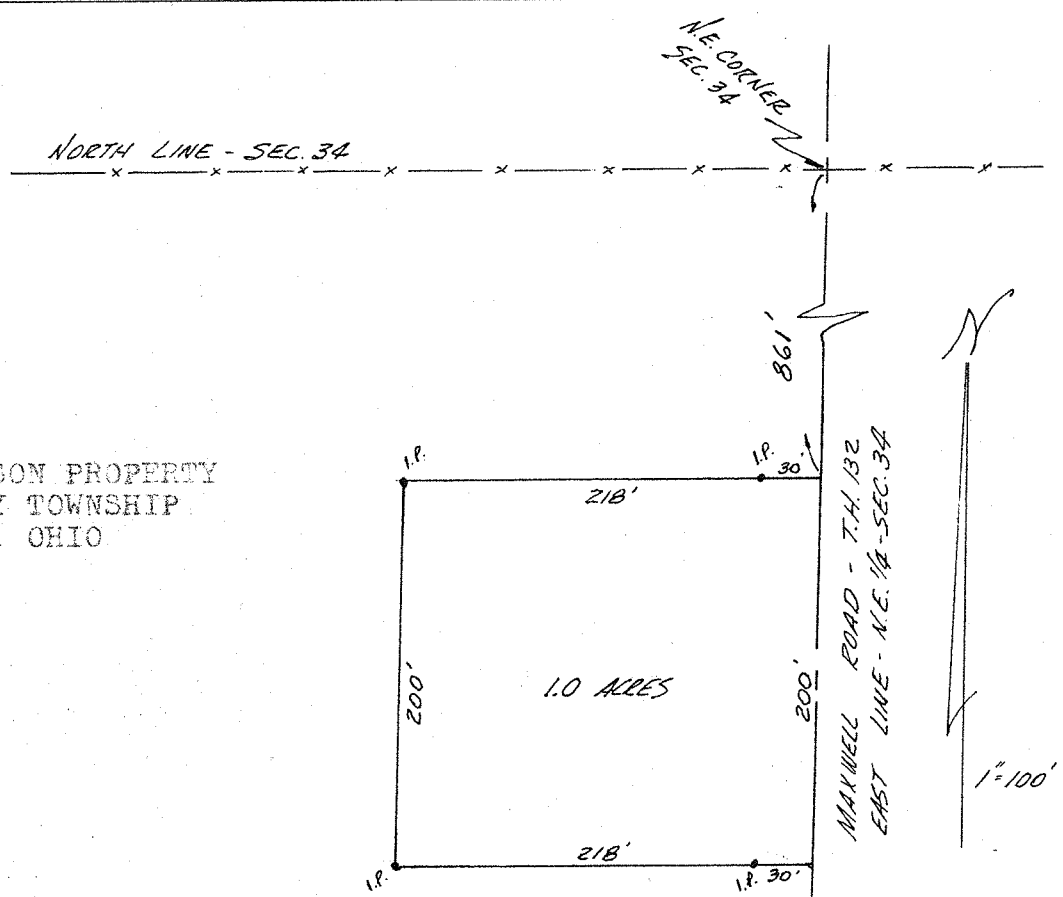 N.E. CORNER
SEC. 34
NORTH LINE - SEC. 34
861'
N
I.P.
I.P.
30'
218'
PROPERTY
TOWNSHIP
OHIO
200'
1.0 ACRES
200'
MAXWELL ROAD - T.H. 132
EAST LINE - N.E. 1/4 - SEC. 34
1"=100'
218'
I.P.
I.P. 30'